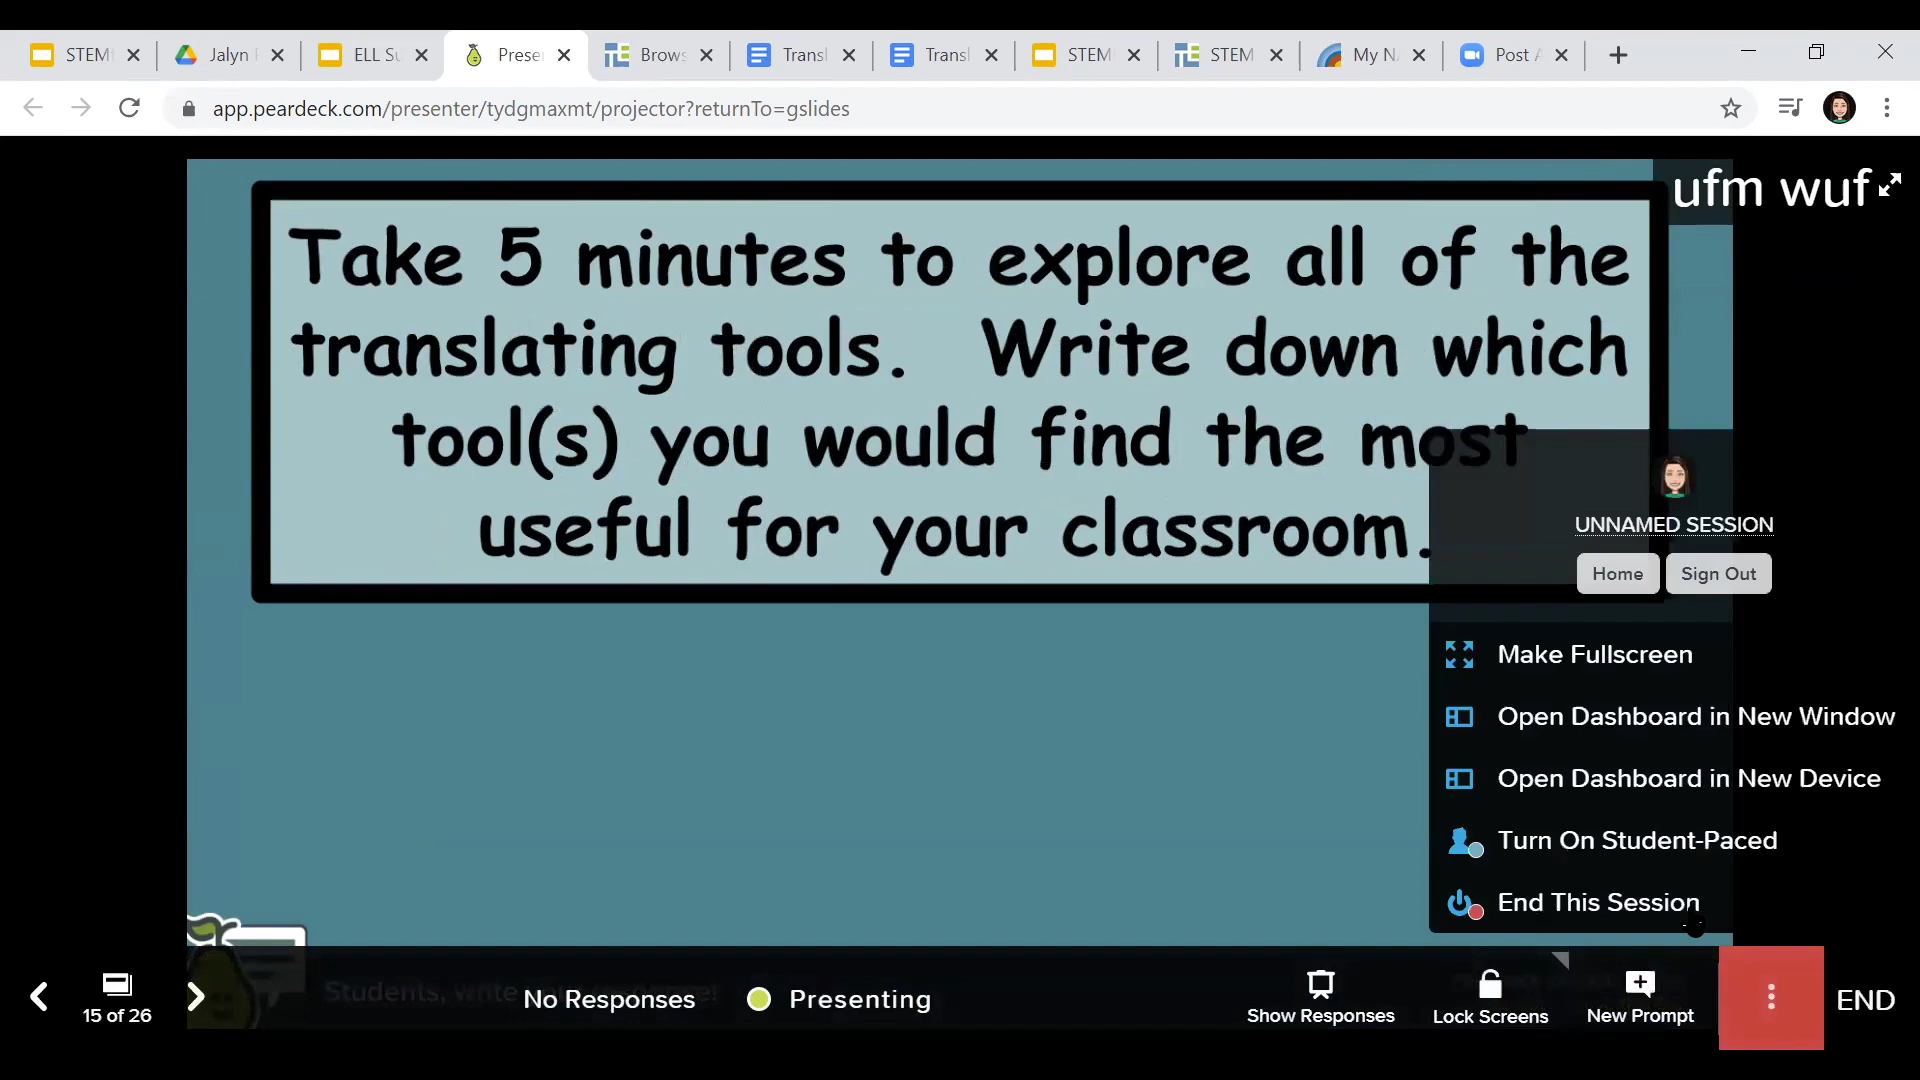 STEM
Jalyn
ELL Su
Prese
Brows
Transl
Transl
STEM
STEM
My N
Post A
app.peardeck.com/presenter/tydgmaxmt/projector?returnTo=gslides
ufm wuf
Take 5 minutes to explore all of the
translating tools. Write down which
tool(s) you would find the most
useful for your classroom.
UNNAMED SESSION
Home Sign Out
Make Fullscreen
Open Dashboard in New Window
Open Dashboard in New Device
Turn On Student-Paced
End This Session
Students, write your response!
15 of 26
No Responses
Presenting
Show Responses
Lock Screens
New Prompt
END